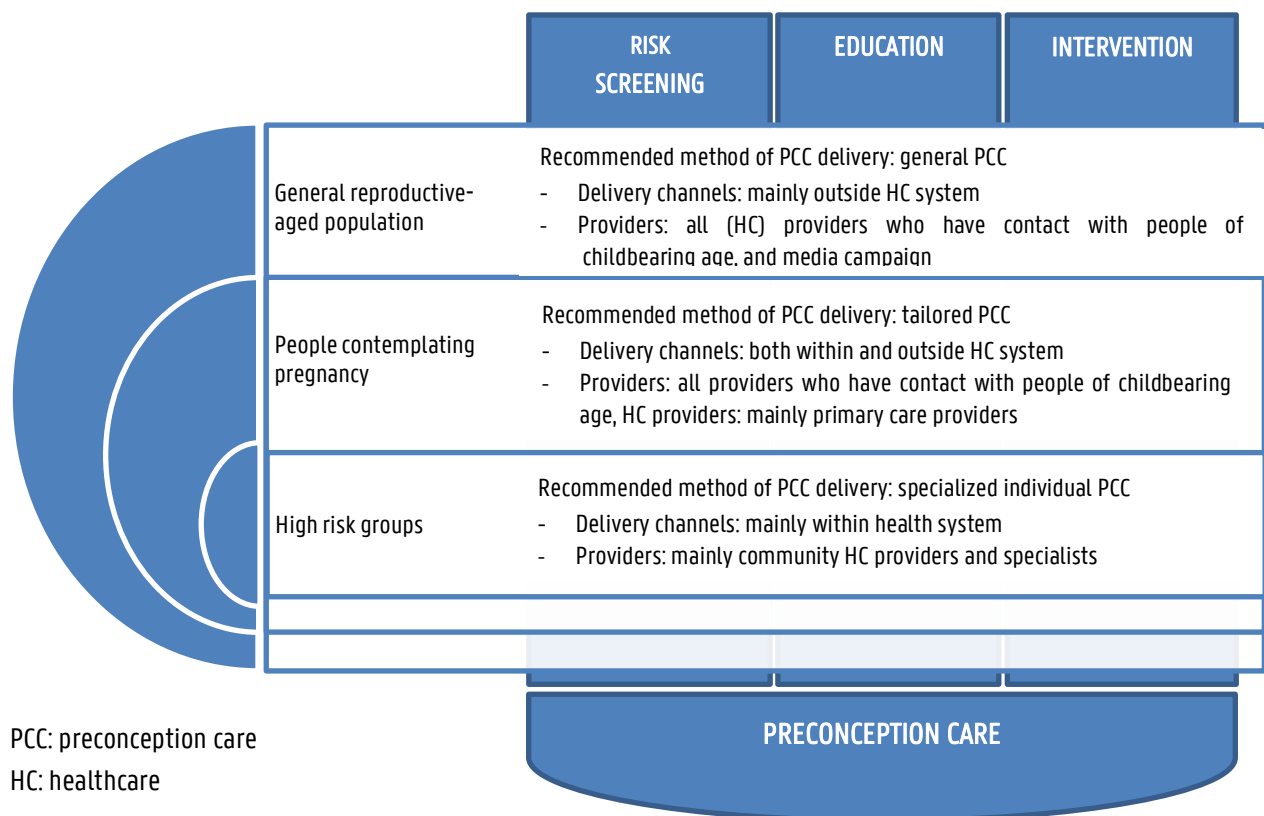 RISK
SCREENING
EDUCATION
INTERVENTION
General reproductive-
aged population
Recommended method of PCC delivery: general PCC
- Delivery channels: mainly outside HC system
- Providers: all (HC) providers who have contact with people of
childbearing age, and media campaign
People contemplating
pregnancy
Recommended method of PCC delivery: tailored PCC
- Delivery channels: both within and outside HC system
- Providers: all providers who have contact with people of childbearing
age, HC providers: mainly primary care providers
High risk groups
Recommended method of PCC delivery: specialized individual PCC
- Delivery channels: mainly within health system
- Providers: mainly community HC providers and specialists
PRECONCEPTION CARE
PCC: preconception care
HC: healthcare